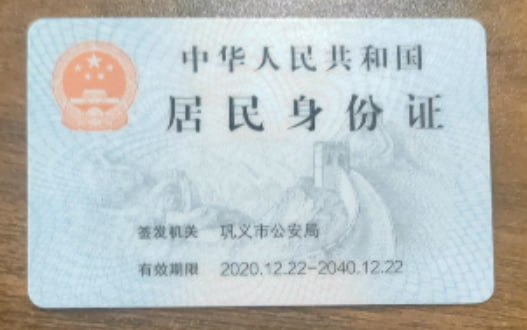 中华人民共和国
居民身份证
签发机关 巩义市公安局
有效期限 2020.12.22-2040.12.22